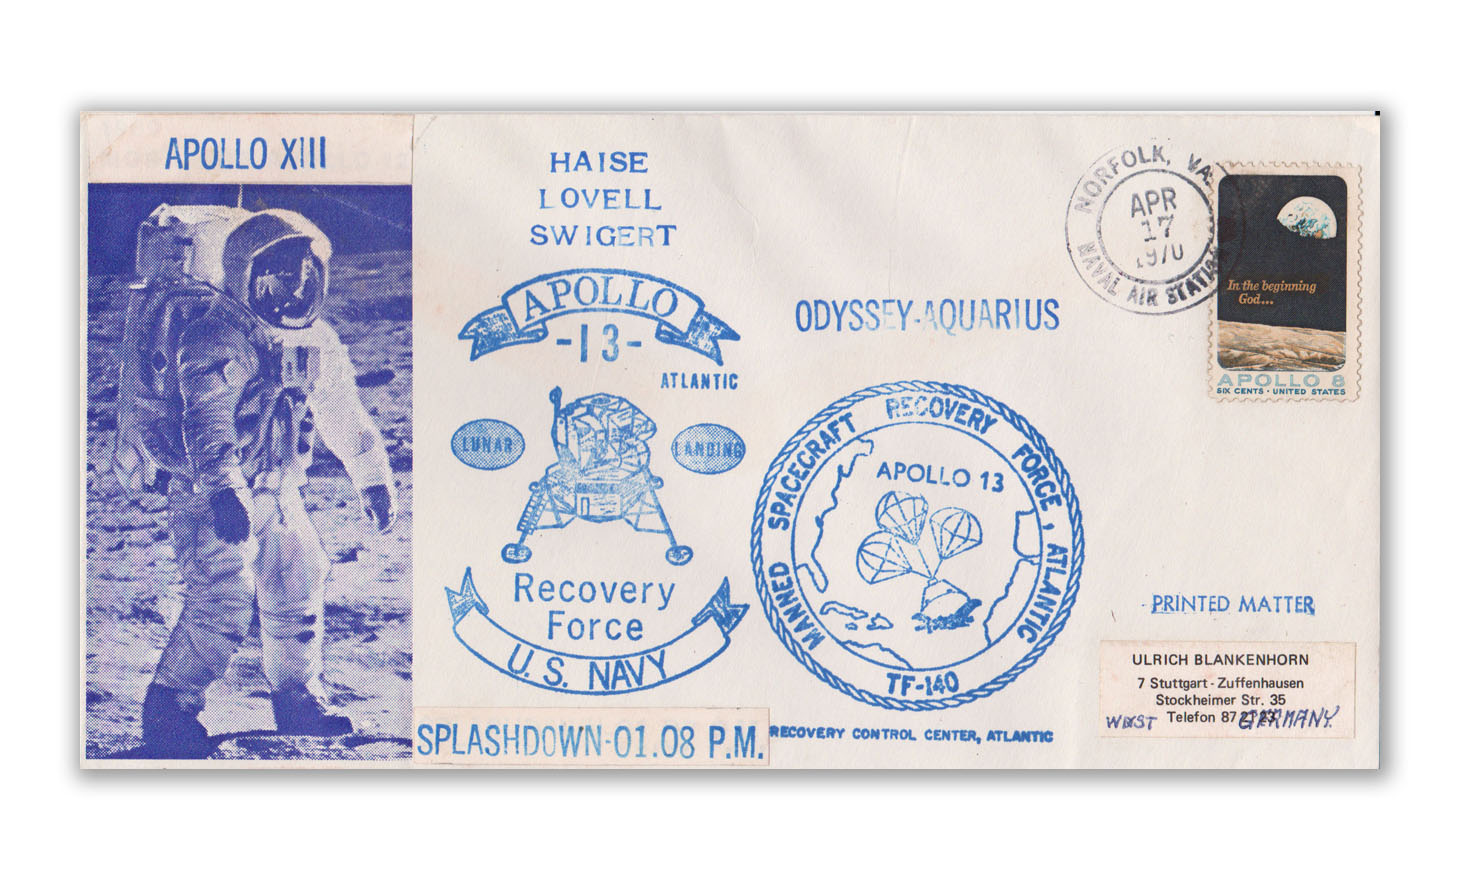 APOLLO XIII
HAISE
LOVELL
SWIGERT
APOLLO
-13-
ATLANTIC
LUNAR LANDING
Recovery
Force
U.S. NAVY
SPLASHDOWN-01.08 P.M.
ODYSSEY-AQUARIUS
MANNED SPACECRAFT RECOVERY FORCE, ATLANTIC
APOLLO 13
TF-140
RECOVERY CONTROL CENTER, ATLANTIC
NORFOLK, VA.
APR
17
1970
NAVAL AIR STATION
In the beginning
God...
APOLLO 8
SIX CENTS · UNITED STATES
PRINTED MATTER
ULRICH BLANKENHORN
7 Stuttgart - Zuffenhausen
Stockheimer Str. 35
Telefon 87 21 23
WEST GERMANY.